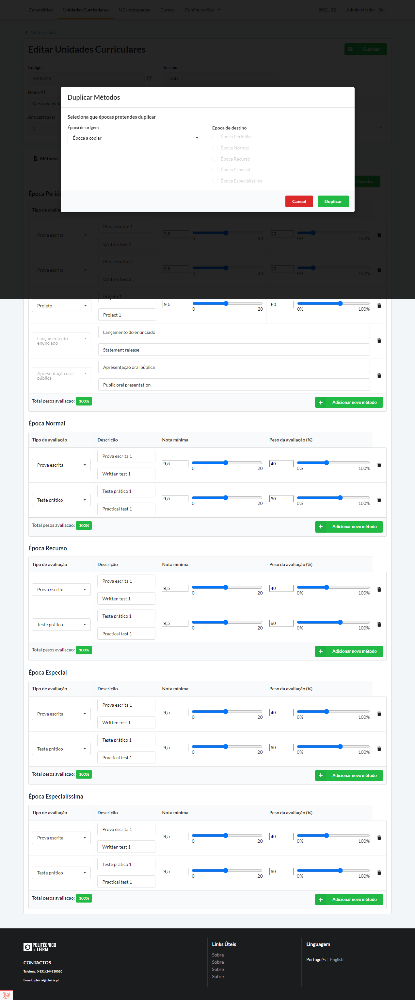 Calendários Unidades Curriculares UCs Agrupadas Cursos Configurações 2021-22 Administrador | Sair
Voltar à lista
Editar Unidades Curriculares Guardar
Código Iniciais
9885219 DAD
Nome PT
Desenvolvime
Ano curricular
3
Duplicar Métodos
Seleciona que épocas pretendes duplicar
Época de origem Época de destino
Época a copiar
Época Periódica
Época Normal
Época Recurso
Época Especial
Época Especialíssima
Cancel Duplicar
Métodos
Guardar
Época Perió
Tipo de avalia
Prova escrita Prova escrita 1 9,5 0 20 20 0% 100%
Written test 1
Prova escrita Prova escrita 2 9,5 0 20 20 0% 100%
Written test 2
Projeto Projeto 1 9,5 0 20 60 0% 100%
Project 1
Lançamento do enunciado Lançamento do enunciado
Statement release
Apresentação oral pública Apresentação oral pública
Public oral presentation
Total pesos avaliacao: 100% Adicionar novo método
Época Normal
Tipo de avaliação Descrição Nota mínima Peso da avaliação (%)
Prova escrita Prova escrita 1 9,5 0 20 40 0% 100%
Written test 1
Teste prático Teste prático 1 9,5 0 20 60 0% 100%
Practical test 1
Total pesos avaliacao: 100% Adicionar novo método
Época Recurso
Tipo de avaliação Descrição Nota mínima Peso da avaliação (%)
Prova escrita Prova escrita 1 9,5 0 20 40 0% 100%
Written test 1
Teste prático Teste prático 1 9,5 0 20 60 0% 100%
Practical test 1
Total pesos avaliacao: 100% Adicionar novo método
Época Especial
Tipo de avaliação Descrição Nota mínima Peso da avaliação (%)
Prova escrita Prova escrita 1 9,5 0 20 40 0% 100%
Written test 1
Teste prático Teste prático 1 9,5 0 20 60 0% 100%
Practical test 1
Total pesos avaliacao: 100% Adicionar novo método
Época Especialíssima
Tipo de avaliação Descrição Nota mínima Peso da avaliação (%)
Prova escrita Prova escrita 1 9,5 0 20 40 0% 100%
Written test 1
Teste prático Teste prático 1 9,5 0 20 60 0% 100%
Practical test 1
Total pesos avaliacao: 100% Adicionar novo método
POLITÉCNICO
DE LEIRIA
CONTACTOS
Telefone: (+351) 244830010
E-mail: ipleiria@ipleiria.pt
Links Úteis
Sobre
Sobre
Sobre
Sobre
Linguagem
Português | English